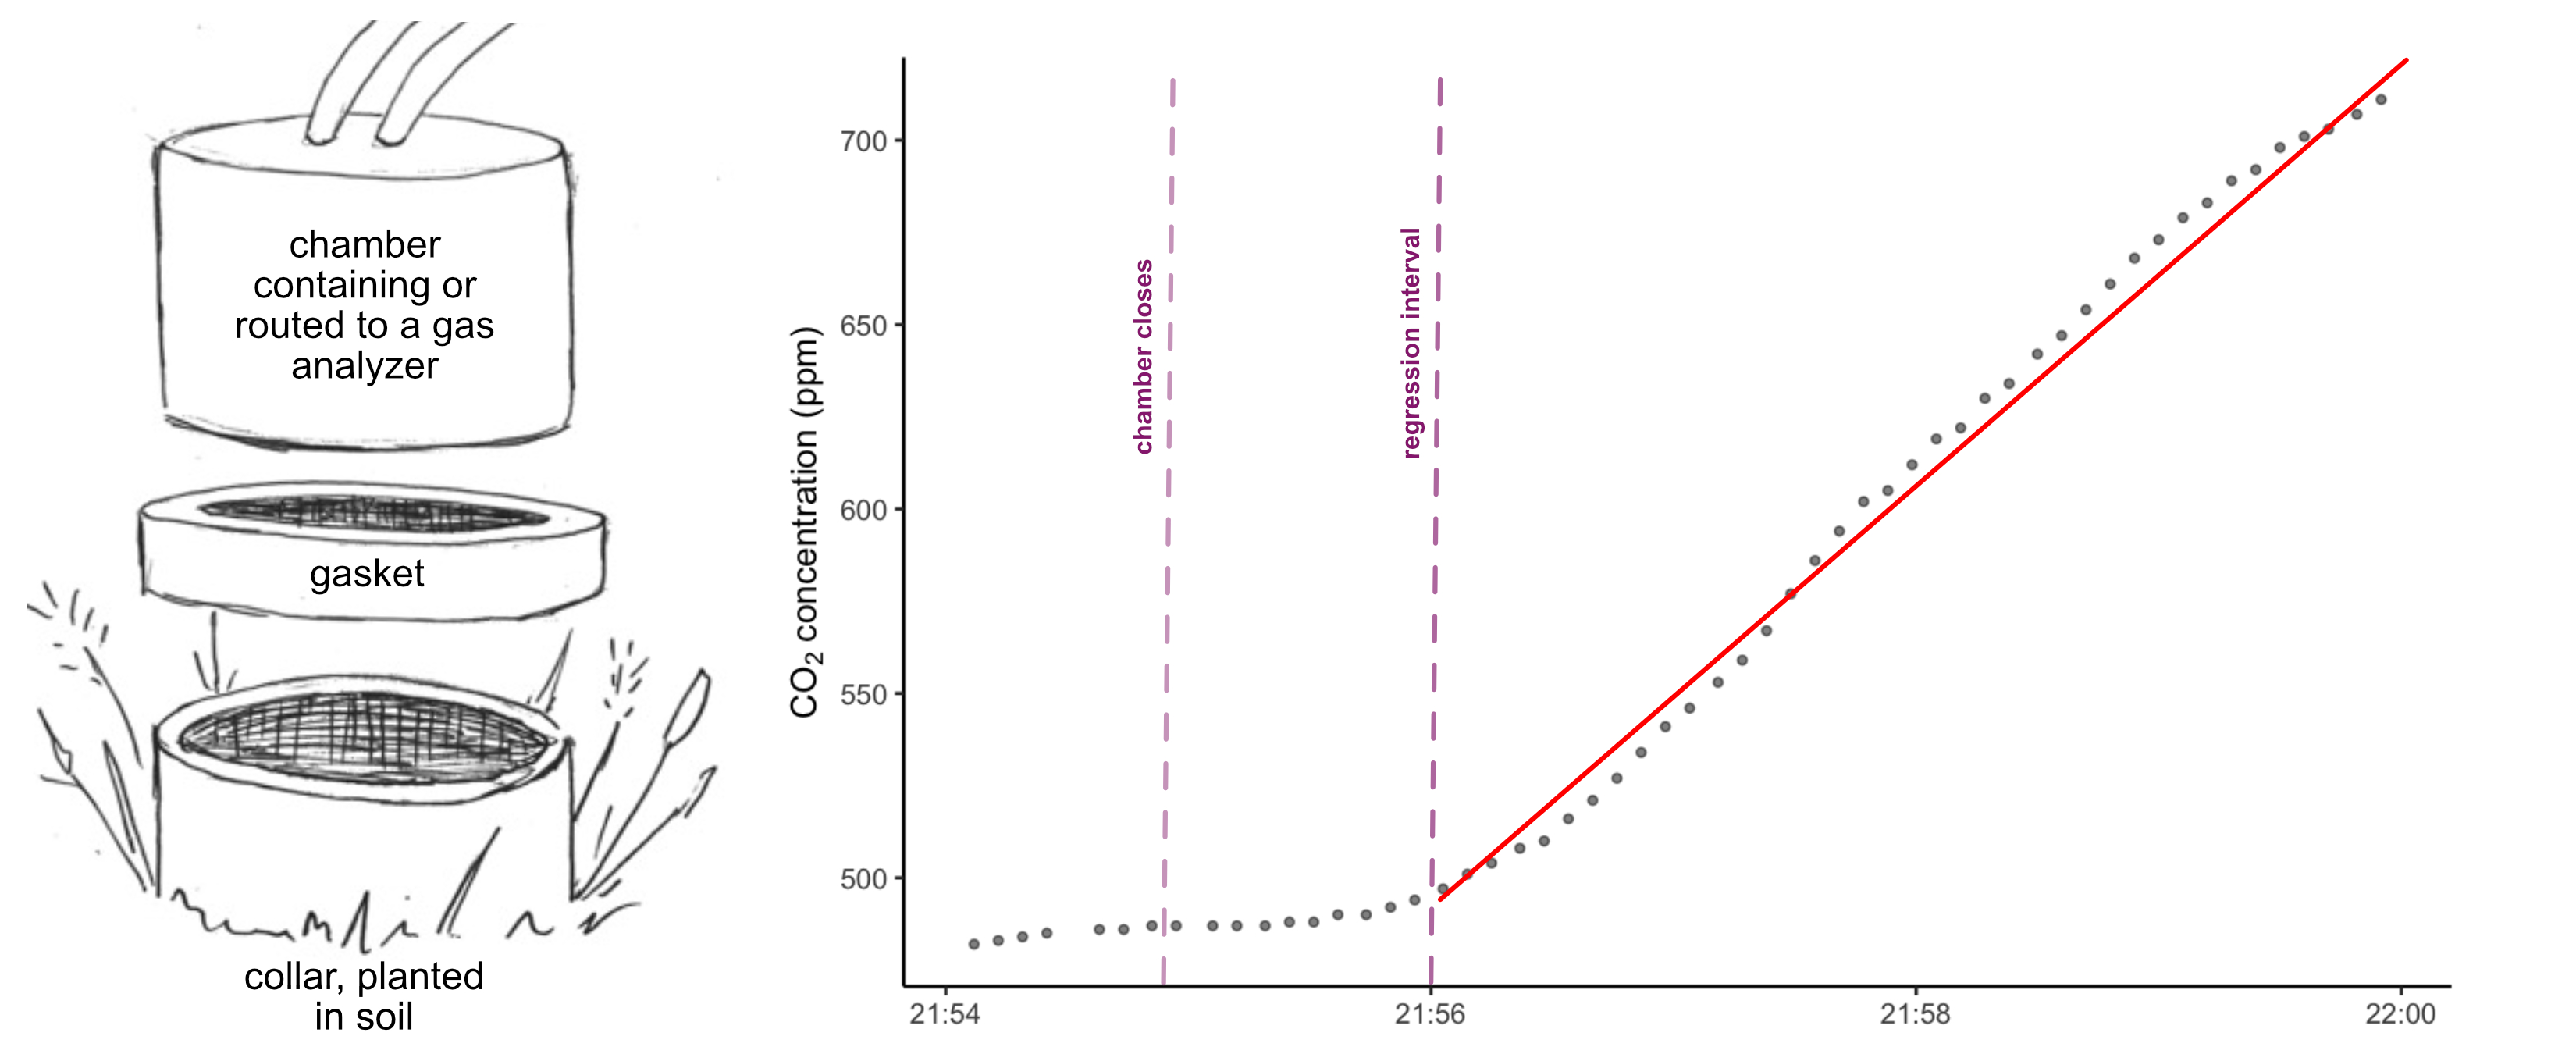 chamber
containing or
routed to a gas
analyzer
gasket
collar, planted
in soil
CO₂ concentration (ppm)
700
650
600
550
500
chamber closes
regression interval
21:54
21:56
21:58
22:00